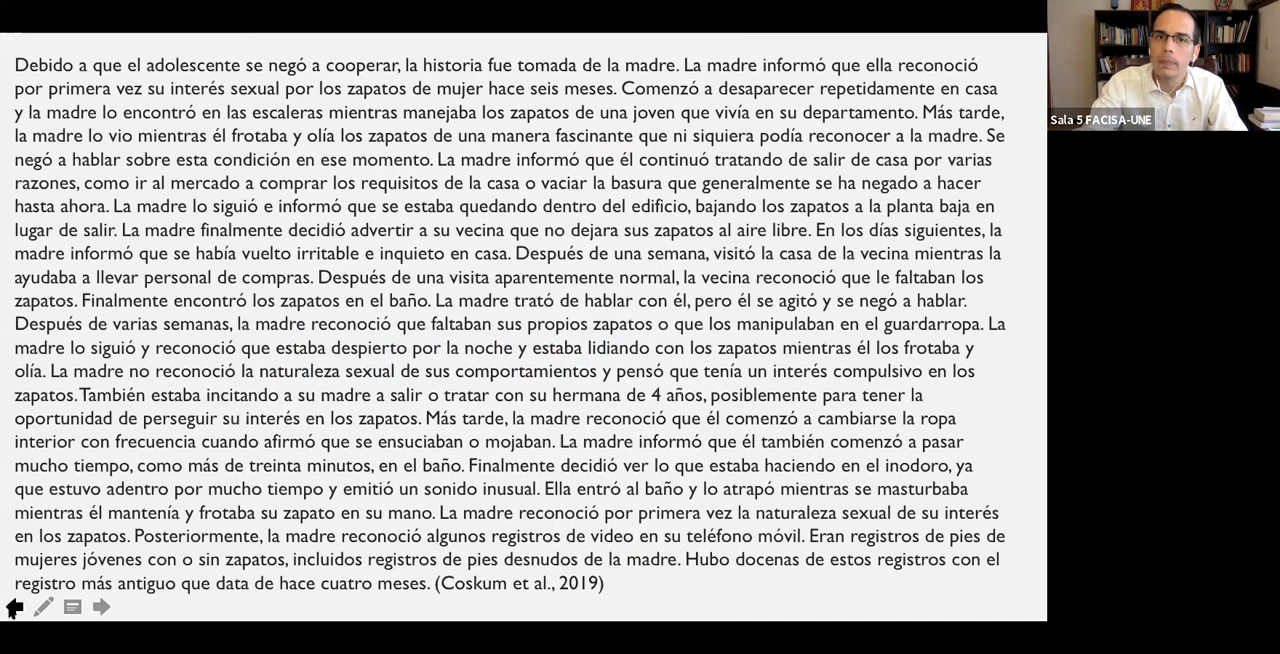 Debido a que el adolescente se negó a cooperar, la historia fue tomada de la madre. La madre informó que ella reconoció
por primera vez su interés sexual por los zapatos de mujer hace seis meses. Comenzó a desaparecer repetidamente en casa
y la madre lo encontró en las escaleras mientras manejaba los zapatos de una joven que vivía en su departamento. Más tarde,
la madre lo vio mientras él frotaba y olía los zapatos de una manera fascinante que ni siquiera podía reconocer a la madre. Se
negó a hablar sobre esta condición en ese momento. La madre informó que él continuó tratando de salir de casa por varias
razones, como ir al mercado a comprar los requisitos de la casa o vaciar la basura que generalmente se ha negado a hacer
hasta ahora. La madre lo siguió e informó que se estaba quedando dentro del edificio, bajando los zapatos a la planta baja en
lugar de salir. La madre finalmente decidió advertir a su vecina que no dejara sus zapatos al aire libre. En los días siguientes, la
madre informó que se había vuelto irritable e inquieto en casa. Después de una semana, visitó la casa de la vecina mientras la
ayudaba a llevar personal de compras. Después de una visita aparentemente normal, la vecina reconoció que le faltaban los
zapatos. Finalmente encontró los zapatos en el baño. La madre trató de hablar con él, pero él se agitó y se negó a hablar.
Después de varias semanas, la madre reconoció que faltaban sus propios zapatos o que los manipulaban en el guardarropa. La
madre lo siguió y reconoció que estaba despierto por la noche y estaba lidiando con los zapatos mientras él los frotaba y
olía. La madre no reconoció la naturaleza sexual de sus comportamientos y pensó que tenía un interés compulsivo en los
zapatos. También estaba incitando a su madre a salir o tratar con su hermana de 4 años, posiblemente para tener la
oportunidad de perseguir su interés en los zapatos. Más tarde, la madre reconoció que él comenzó a cambiarse la ropa
interior con frecuencia cuando afirmó que se ensuciaban o mojaban. La madre informó que él también comenzó a pasar
mucho tiempo, como más de treinta minutos, en el baño. Finalmente decidió ver lo que estaba haciendo en el inodoro, ya
que estuvo adentro por mucho tiempo y emitió un sonido inusual. Ella entró al baño y lo atrapó mientras se masturbaba
mientras él mantenía y frotaba su zapato en su mano. La madre reconoció por primera vez la naturaleza sexual de su interés
en los zapatos. Posteriormente, la madre reconoció algunos registros de video en su teléfono móvil. Eran registros de pies de
mujeres jóvenes con o sin zapatos, incluidos registros de pies desnudos de la madre. Hubo docenas de estos registros con el
registro más antiguo que data de hace cuatro meses. (Coskum et al., 2019)
Sala 5 FACISA-UNE